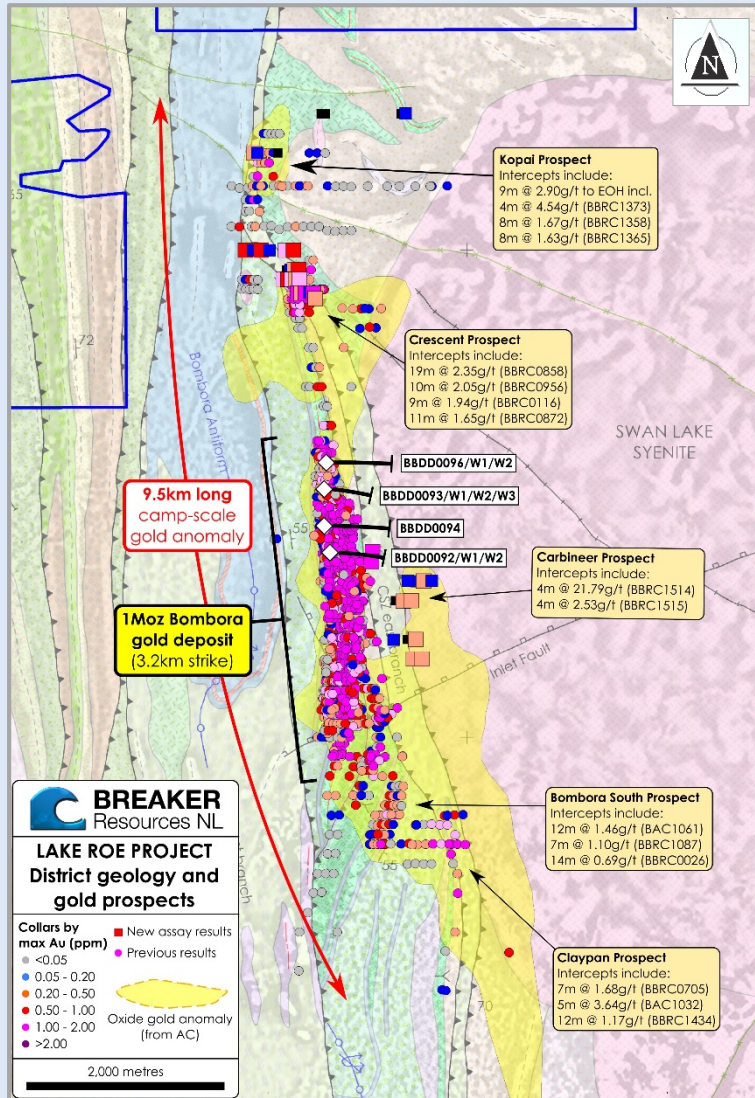 N
Kopai Prospect
Intercepts include:
9m @ 2.90g/t to EOH incl.
4m @ 4.54g/t (BBRC1373)
8m @ 1.67g/t (BBRC1358)
8m @ 1.63g/t (BBRC1365)
72
Crescent Prospect
Intercepts include:
19m @ 2.35g/t (BBRC0858)
10m @ 2.05g/t (BBRC0956)
9m @ 1.94g/t (BBRC0116)
11m @ 1.65g/t (BBRC0872)
Bombora Antiform
SWAN LAKE
SYENITE
BBDD0096/W1/W2
BBDD0093/W1/W2/W3
BBDD0094
BBDD0092/W1/W2
9.5km long
camp-scale
gold anomaly
55
Carbineer Prospect
Intercepts include:
4m @ 21.79g/t (BBRC1514)
4m @ 2.53g/t (BBRC1515)
CSZ east branch
Inlet Fault
1Moz Bombora
gold deposit
(3.2km strike)
Bombora South Prospect
Intercepts include:
12m @ 1.46g/t (BAC1061)
7m @ 1.10g/t (BBRC1087)
14m @ 0.69g/t (BBRC0026)
55
branch
Claypan Prospect
Intercepts include:
7m @ 1.68g/t (BBRC0705)
5m @ 3.64g/t (BAC1032)
12m @ 1.17g/t (BBRC1434)
70
BREAKER
Resources NL
LAKE ROE PROJECT
District geology and
gold prospects
Collars by
max Au (ppm)
<0.05
0.05 - 0.20
0.20 - 0.50
0.50 - 1.00
1.00 - 2.00
>2.00
New assay results
Previous results
Oxide gold anomaly
(from AC)
2,000 metres